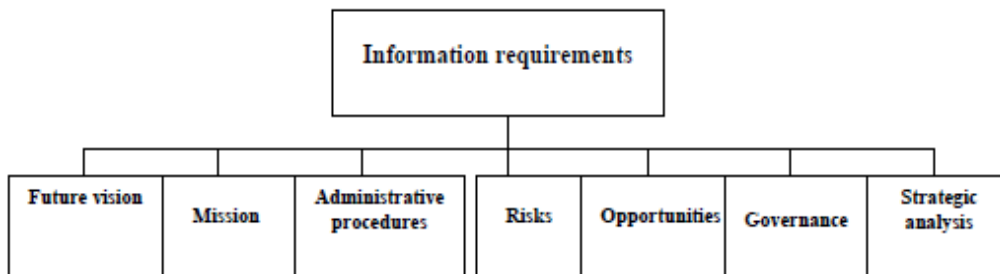 Information requirements
Future vision
Mission
Administrative
procedures
Risks
Opportunities
Governance
Strategic
analysis